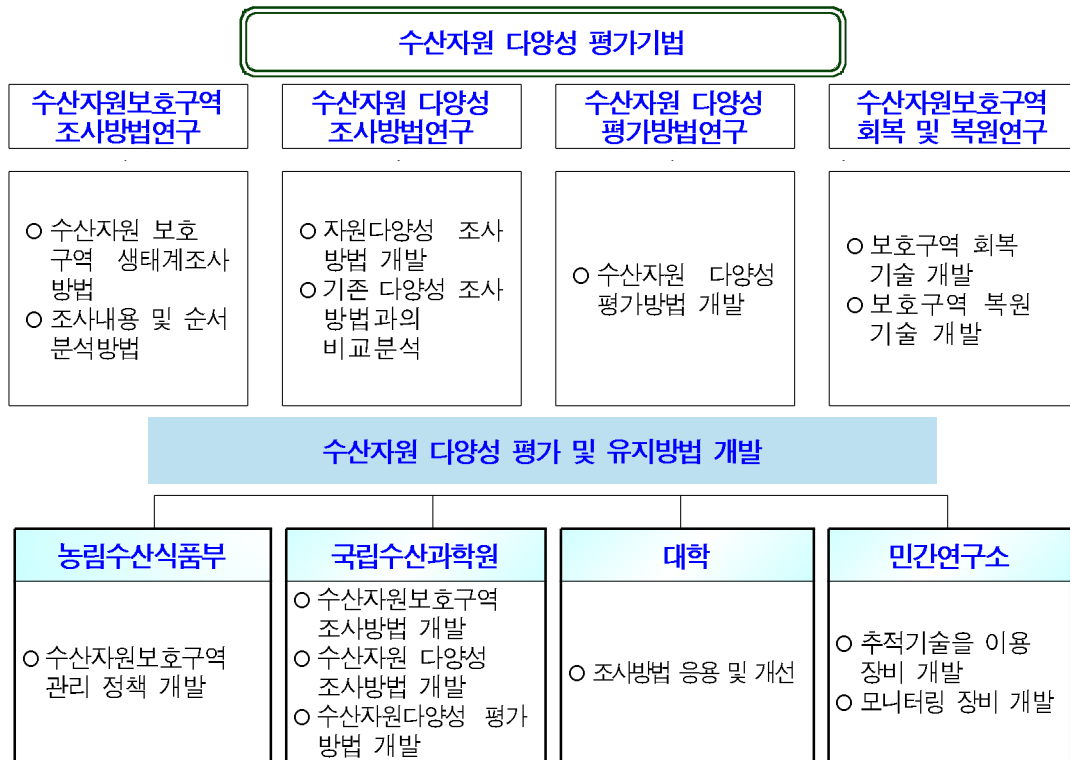 수산자원 다양성 평가기법
수산자원보호구역
조사방법연구
수산자원 다양성
조사방법연구
수산자원 다양성
평가방법연구
수산자원보호구역
회복 및 복원연구
○ 수산자원 보호
구역 생태계조사
방법
○ 조사내용 및 순서
분석방법
○ 자원다양성 조사
방법 개발
○ 기존 다양성 조사
방법과의
비교분석
○ 수산자원 다양성
평가방법 개발
○ 보호구역 회복
기술 개발
○ 보호구역 복원
기술 개발
수산자원 다양성 평가 및 유지방법 개발
농림수산식품부
○ 수산자원보호구역
관리 정책 개발
국립수산과학원
○ 수산자원보호구역
조사방법 개발
○ 수산자원 다양성
조사방법 개발
○ 수산자원다양성 평가
방법 개발
대학
○ 조사방법 응용 및 개선
민간연구소
○ 추적기술을 이용
장비 개발
○ 모니터링 장비 개발